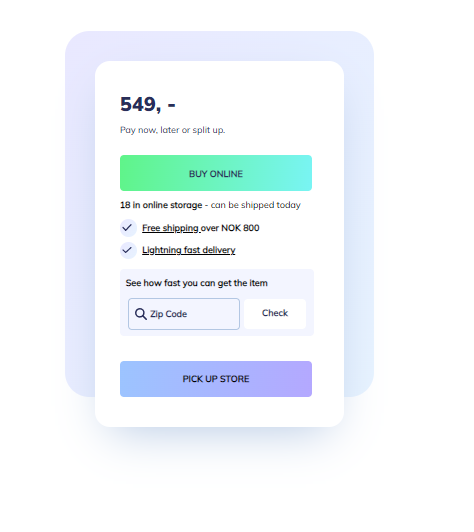 549, -
Pay now, later or split up.
BUY ONLINE
18 in online storage - can be shipped today
Free shipping over NOK 800
Lightning fast delivery
See how fast you can get the item
Zip Code
Check
PICK UP STORE